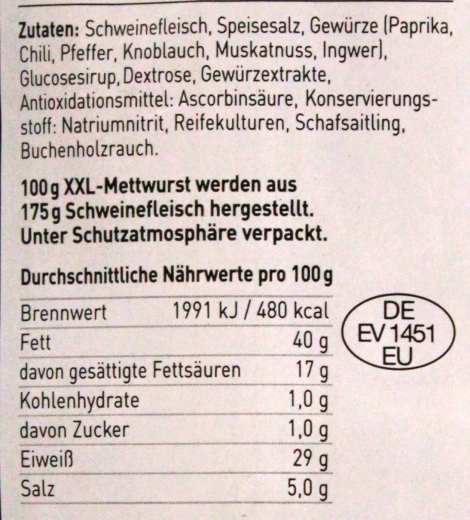 Zutaten: Schweinefleisch, Speisesalz, Gewürze (Paprika,
Chili, Pfeffer, Knoblauch, Muskatnuss, Ingwer),
Glucosesirup, Dextrose, Gewürzextrakte,
Antioxidationsmittel: Ascorbinsäure, Konservierungs-
stoff: Natriumnitrit, Reifekulturen, Schafsaitling,
Buchenholzrauch.
100 g XXL-Mettwurst werden aus
175 g Schweinefleisch hergestellt.
Unter Schutzatmosphäre verpackt.
Durchschnittliche Nährwerte pro 100 g
Brennwert 1991 kJ / 480 kcal
Fett 40 g
davon gesättigte Fettsäuren 17 g
Kohlenhydrate 1,0 g
davon Zucker 1,0 g
Eiweiß 29 g
Salz 5,0 g
DE
EV 1451
EU